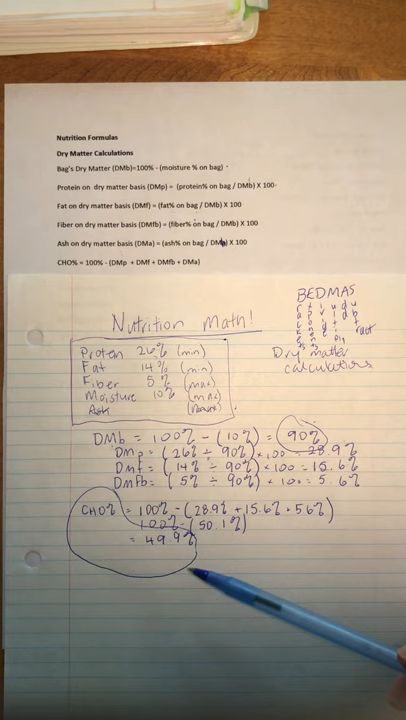 Nutrition Formulas
Dry Matter Calculations
Bag's Dry Matter (DMb)=100% - (moisture % on bag)
Protein on dry matter basis (DMp) = (protein% on bag / DMb) X 100
Fat on dry matter basis (DMf) = (fat% on bag / DMb) X 100
Fiber on dry matter basis (DMfb) = (fiber% on bag / DMb) X 100
Ash on dry matter basis (DMa) = (ash% on bag / DMb) X 100
CHO% = 100% - (DMp + DMf + DMfb + DMa)
BEDMAS
Nutrition Math!
Dry matter
calculations
Protein 26% (min)
Fat 14% (min)
Fiber 5% (max)
Moisture 10% (max)
Ash
DMb = 100% - (10%) = 90%
DMp = (26% ÷ 90%) × 100 = 28.9%
DMf = (14% ÷ 90%) × 100 = 15.6%
DMfb = (5% ÷ 90%) × 100 = 5.6%
CHO% = 100% - (28.9% + 15.6% + 5.6%)
100% - (50.1%)
= 49.9%